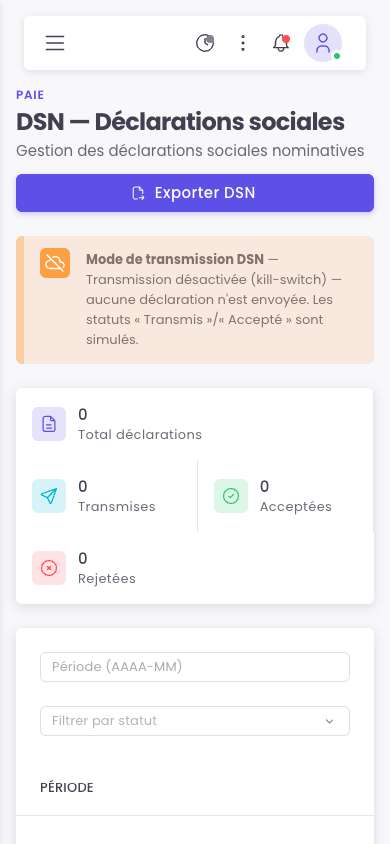 PAIE
DSN — Déclarations sociales
Gestion des déclarations sociales nominatives
Exporter DSN
Mode de transmission DSN —
Transmission désactivée (kill-switch) —
aucune déclaration n'est envoyée. Les
statuts « Transmis »/« Accepté » sont
simulés.
0
Total déclarations
0
Transmises
0
Acceptées
0
Rejetées
Période (AAAA-MM)
Filtrer par statut
PÉRIODE